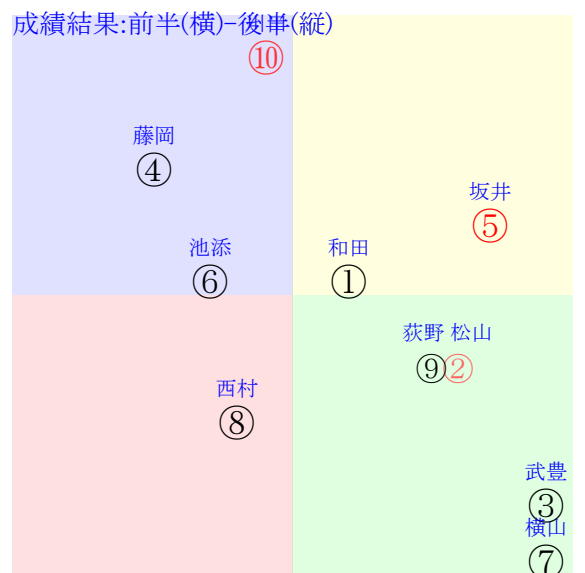 成績結果:前半(横)-後半(縦)
⑩
藤岡
④
坂井
⑤
池添
⑥
和田
①
荻野 松山
⑨②
西村
⑧
武豊
③
横山
⑦